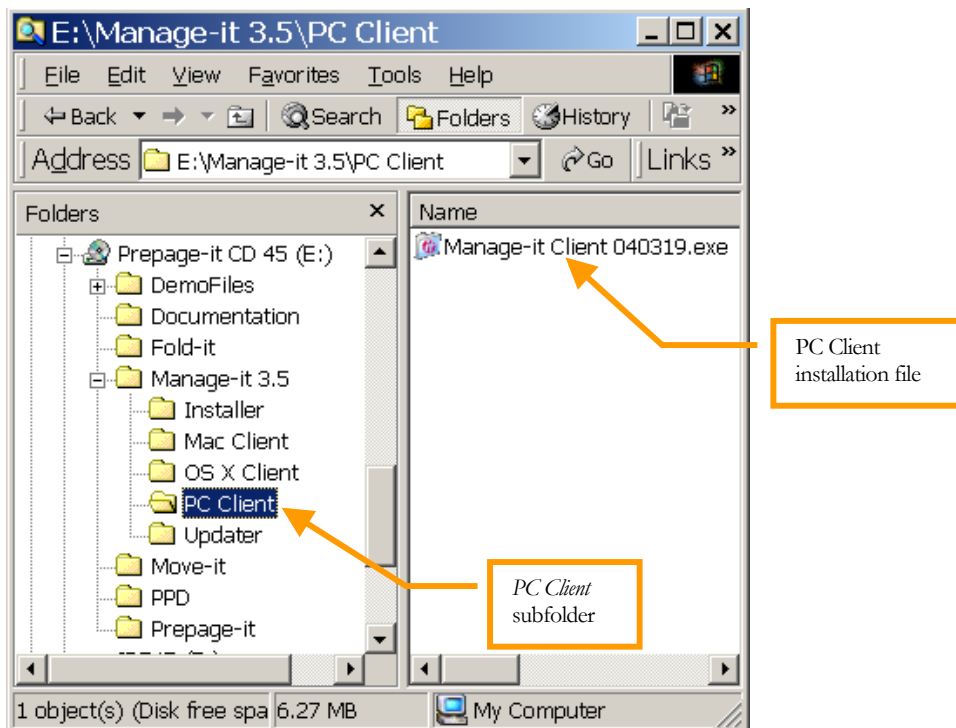 E:\Manage-it 3.5\PC Client
File Edit View Favorites Tools Help
Back Search Folders History »
Address E:\Manage-it 3.5\PC Client Go Links »
Folders × Name
Prepage-it CD 45 (E:)
Manage-it Client 040319.exe
DemoFiles
Documentation
Fold-it
Manage-it 3.5
Installer
Mac Client
OS X Client
PC Client
Updater
Move-it
PPD
Prepage-it
PC Client
installation file
PC Client
subfolder
1 object(s) (Disk free spa 6.27 MB My Computer